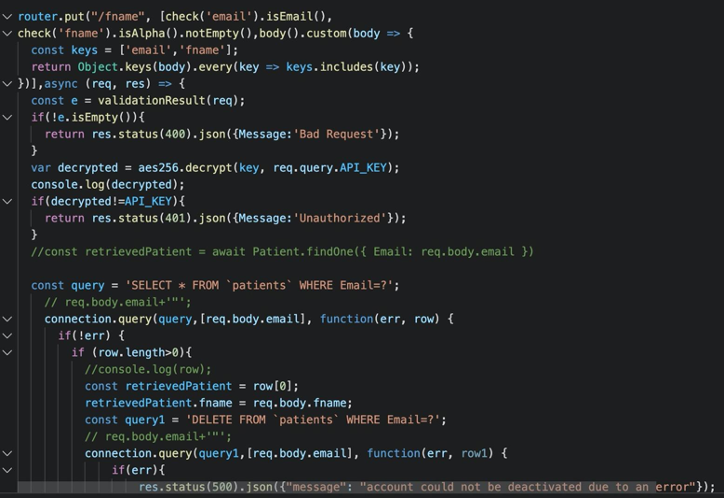 router.put("/fname", [check('email').isEmail(),
check('fname').isAlpha().notEmpty(),body().custom(body => {
const keys = ['email','fname'];
return Object.keys(body).every(key => keys.includes(key));
})],async (req, res) => {
const e = validationResult(req);
if(!e.isEmpty()){
return res.status(400).json({Message:'Bad Request'});
}
var decrypted = aes256.decrypt(key, req.query.API_KEY);
console.log(decrypted);
if(decrypted!=API_KEY){
return res.status(401).json({Message:'Unauthorized'});
}
//const retrievedPatient = await Patient.findOne({ Email: req.body.email })
const query = 'SELECT * FROM `patients` WHERE Email=?';
// req.body.email+'"';
connection.query(query,[req.body.email], function(err, row) {
if(!err) {
if (row.length>0){
//console.log(row);
const retrievedPatient = row[0];
retrievedPatient.fname = req.body.fname;
const query1 = 'DELETE FROM `patients` WHERE Email=?';
// req.body.email+'"';
connection.query(query1,[req.body.email], function(err, row1) {
if(err){
res.status(500).json({"message": "account could not be deactivated due to an error"});